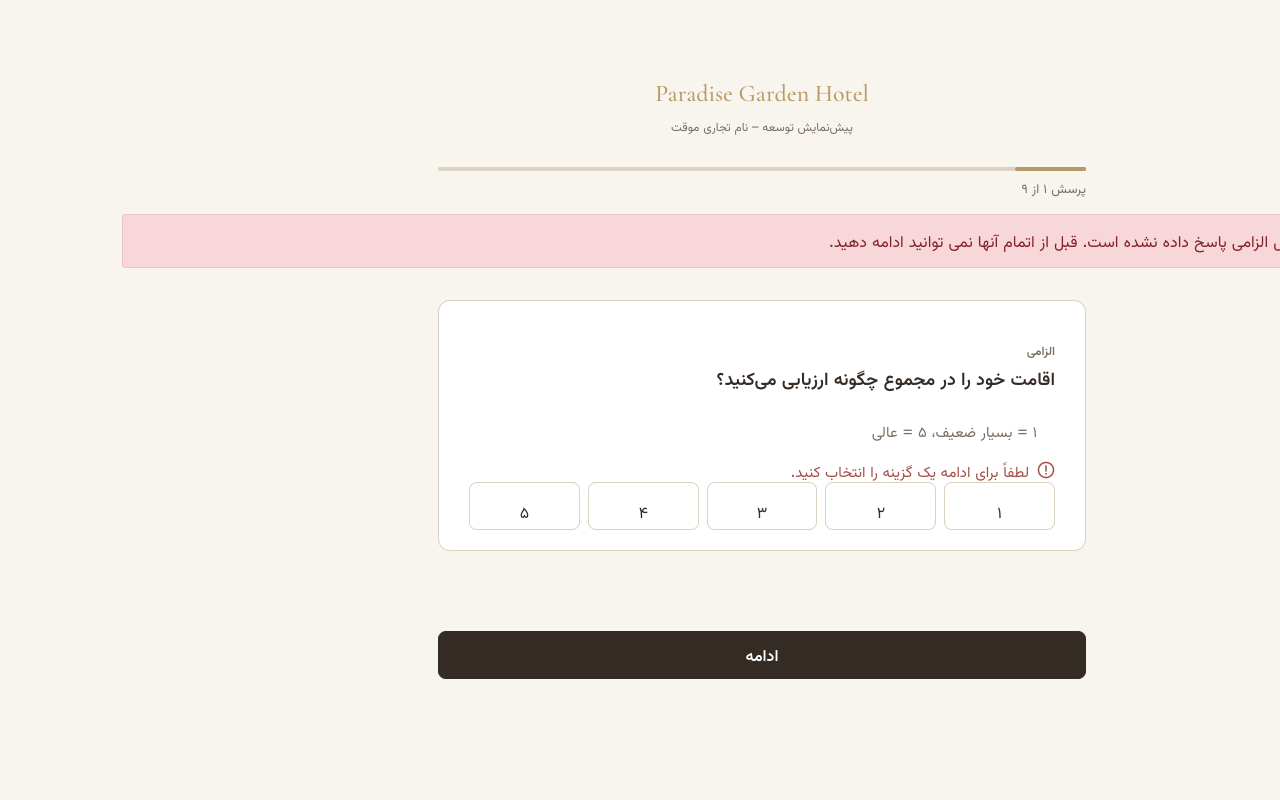 Paradise Garden Hotel
پیش‌نمایش توسعه – نام تجاری موقت
پرسش ۱ از ۹
الزامی پاسخ داده نشده است. قبل از اتمام آنها نمی توانید ادامه دهید.
الزامی
اقامت خود را در مجموع چگونه ارزیابی می‌کنید؟
۱ = بسیار ضعیف، ۵ = عالی
لطفاً برای ادامه یک گزینه را انتخاب کنید.
۱ ۲ ۳ ۴ ۵
ادامه